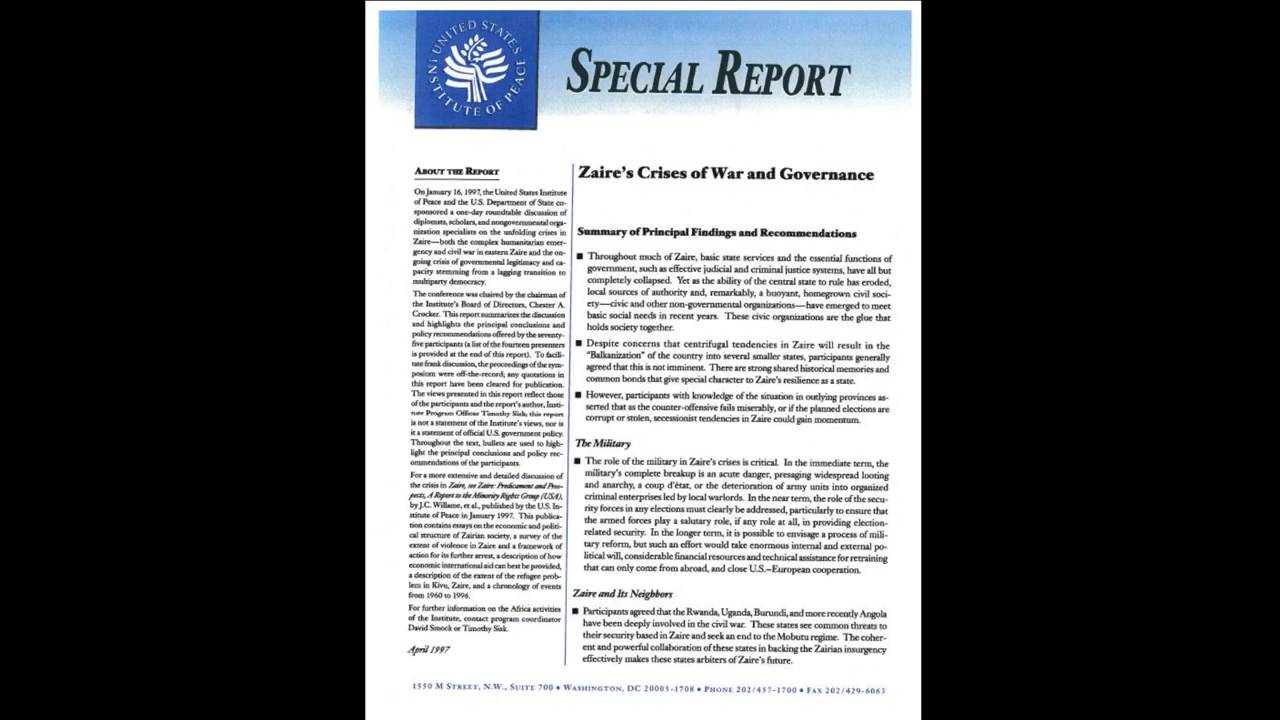 UNITED STATES
INSTITUTE OF PEACE
SPECIAL REPORT
ABOUT THE REPORT
On January 16, 1997, the United States Institute
of Peace and the U.S. Department of State co-
sponsored a one-day roundtable discussion of
diplomats, scholars, and nongovernmental orga-
nization specialists on the unfolding crises in
Zaire—both the complex humanitarian emer-
gency and civil war in eastern Zaire and the on-
going crisis of governmental legitimacy and ca-
pacity stemming from a lagging transition to
multiparty democracy.
The conference was chaired by the chairman of
the Institute's Board of Directors, Chester A.
Crocker. This report summarizes the discussion
and highlights the principal conclusions and
policy recommendations offered by the seventy-
five participants (a list of the fourteen presenters
is provided at the end of this report). To facili-
tate frank discussion, the proceedings of the sym-
posium were off-the-record; any quotations in
this report have been cleared for publication.
The views presented in this report reflect those
of the participants and the report's author, Insti-
tute Program Officer Timothy Sisk; this report
is not a statement of the Institute's views, nor is
it a statement of official U.S. government policy.
Throughout the text, bullets are used to high-
light the principal conclusions and policy rec-
ommendations of the participants.
For a more extensive and detailed discussion of
the crisis in Zaire, see Zaire: Predicament and Pros-
pects, A Report to the Minority Rights Group (USA),
by J.C. Willame, et al., published by the U.S. In-
stitute of Peace in January 1997. This publica-
tion contains essays on the economic and politi-
cal structure of Zairian society, a survey of the
extent of violence in Zaire and a framework of
action for its further arrest, a description of how
economic international aid can best be provided,
a description of the extent of the refugee prob-
lem in Kivu, Zaire, and a chronology of events
from 1960 to 1996.
For further information on the Africa activities
of the Institute, contact program coordinator
David Smock or Timothy Sisk.
April 1997
Zaire's Crises of War and Governance
Summary of Principal Findings and Recommendations
■ Throughout much of Zaire, basic state services and the essential functions of
government, such as effective judicial and criminal justice systems, have all but
completely collapsed. Yet as the ability of the central state to rule has eroded,
local sources of authority and, remarkably, a buoyant, homegrown civil soci-
ety—civic and other non-governmental organizations—have emerged to meet
basic social needs in recent years. These civic organizations are the glue that
holds society together.
■ Despite concerns that centrifugal tendencies in Zaire will result in the
"Balkanization" of the country into several smaller states, participants generally
agreed that this is not imminent. There are strong shared historical memories and
common bonds that give special character to Zaire's resilience as a state.
■ However, participants with knowledge of the situation in outlying provinces as-
serted that as the counter-offensive fails miserably, or if the planned elections are
corrupt or stolen, secessionist tendencies in Zaire could gain momentum.
The Military
■ The role of the military in Zaire's crises is critical. In the immediate term, the
military's complete breakup is an acute danger, presaging widespread looting
and anarchy, a coup d'état, or the deterioration of army units into organized
criminal enterprises led by local warlords. In the near term, the role of the secu-
rity forces in any elections must clearly be addressed, particularly to ensure that
the armed forces play a salutary role, if any role at all, in providing election-
related security. In the longer term, it is possible to envisage a process of mili-
tary reform, but such an effort would take enormous internal and external po-
litical will, considerable financial resources and technical assistance for retraining
that can only come from abroad, and close U.S.–European cooperation.
Zaire and Its Neighbors
■ Participants agreed that the Rwanda, Uganda, Burundi, and more recently Angola
have been deeply involved in the civil war. These states see common threats to
their security based in Zaire and seek an end to the Mobutu regime. The coher-
ent and powerful collaboration of these states in backing the Zairian insurgency
effectively makes these states arbiters of Zaire's future.
1550 M STREET, N.W., SUITE 700 • WASHINGTON, DC 20005-1708 • PHONE 202/457-1700 • FAX 202/429-6063